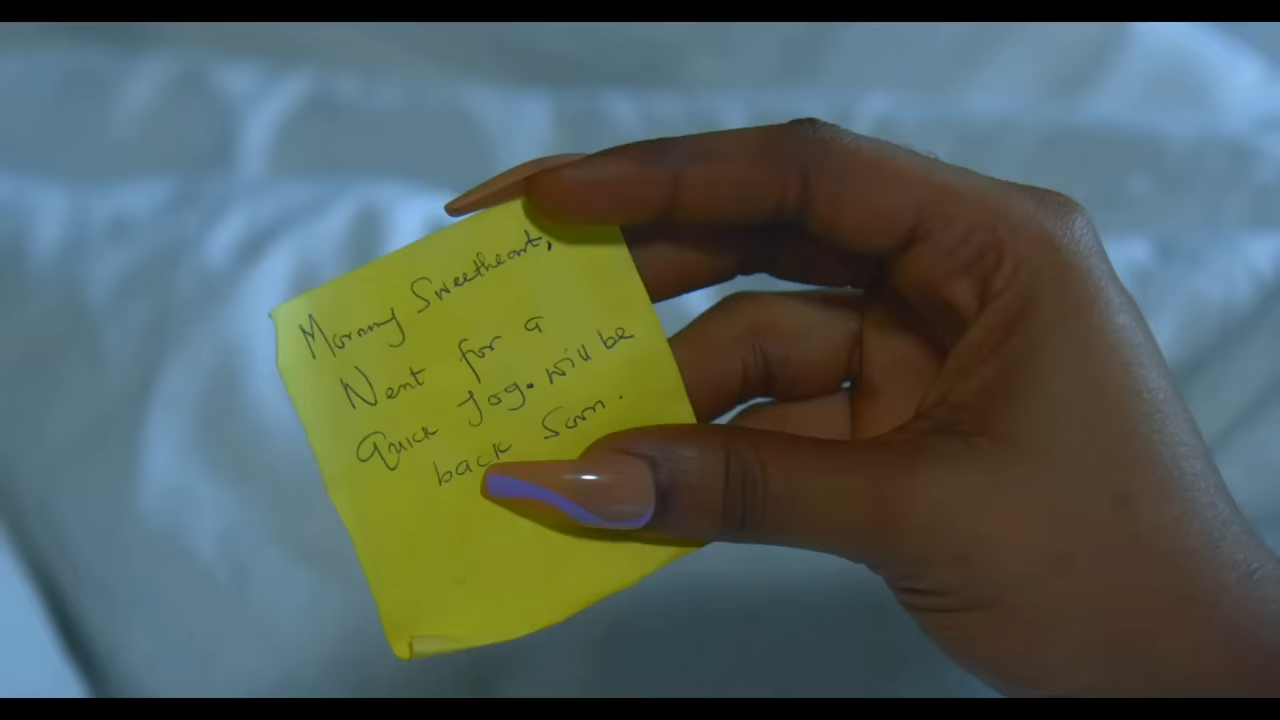 Morning Sweetheart,
Went for a
Quick Jog. will be
back Soon.